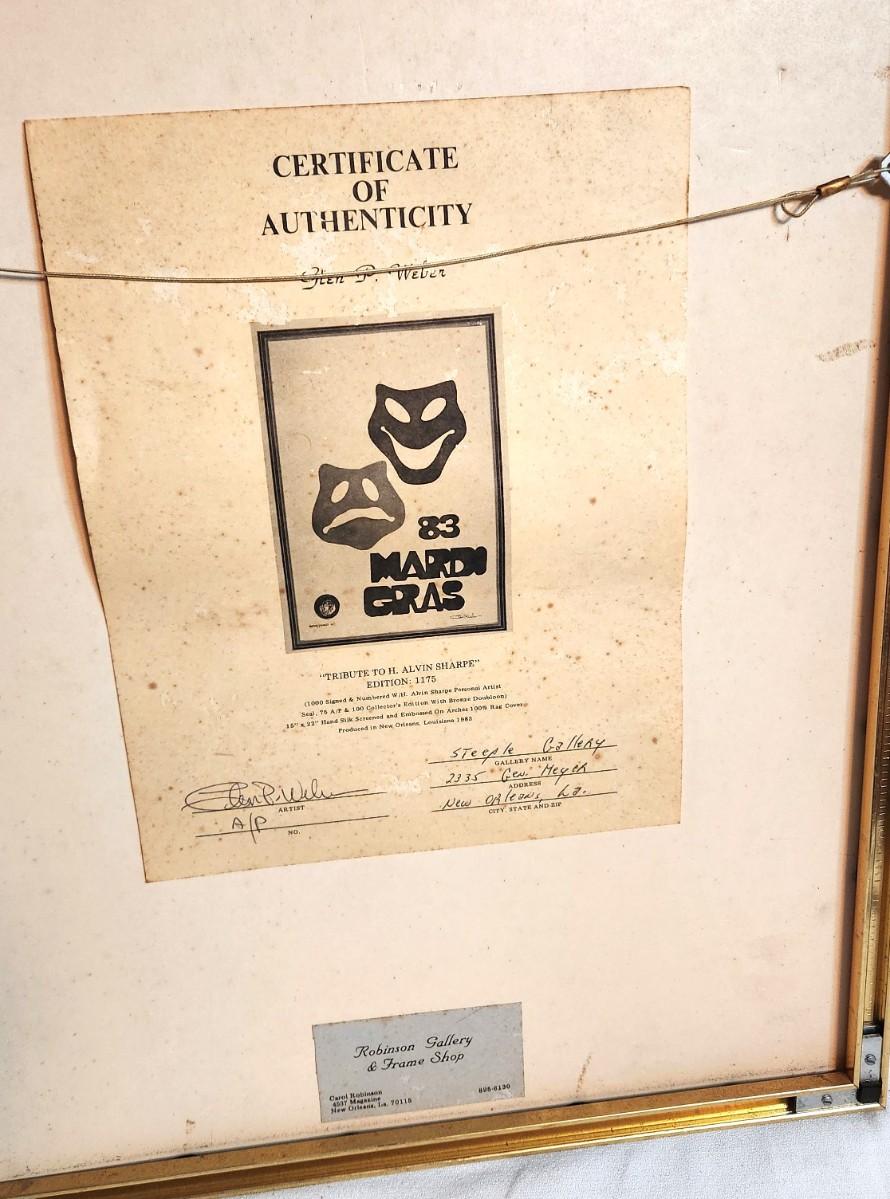 CERTIFICATE
OF
AUTHENTICITY
Glen P. Weber
83
MARDI
GRAS
"TRIBUTE TO H. ALVIN SHARPE"
EDITION: 1175
(1000 Signed & Numbered W/H. Alvin Sharpe Personal Artist
Seal, 75 A/P & 100 Collector's Edition With Bronze Doubloon)
15" x 22" Hand Silk Screened and Embossed On Arches 100% Rag Cover
Produced in New Orleans, Louisiana 1983
Steeple Gallery
GALLERY NAME
2335 Gen. Meyer
ADDRESS
New Orleans, La.
CITY, STATE AND ZIP
Glen P. Weber
ARTIST
A/P
NO.
Robinson Gallery
& Frame Shop
Carol Robinson
4537 Magazine
New Orleans, La. 70115
895-6130